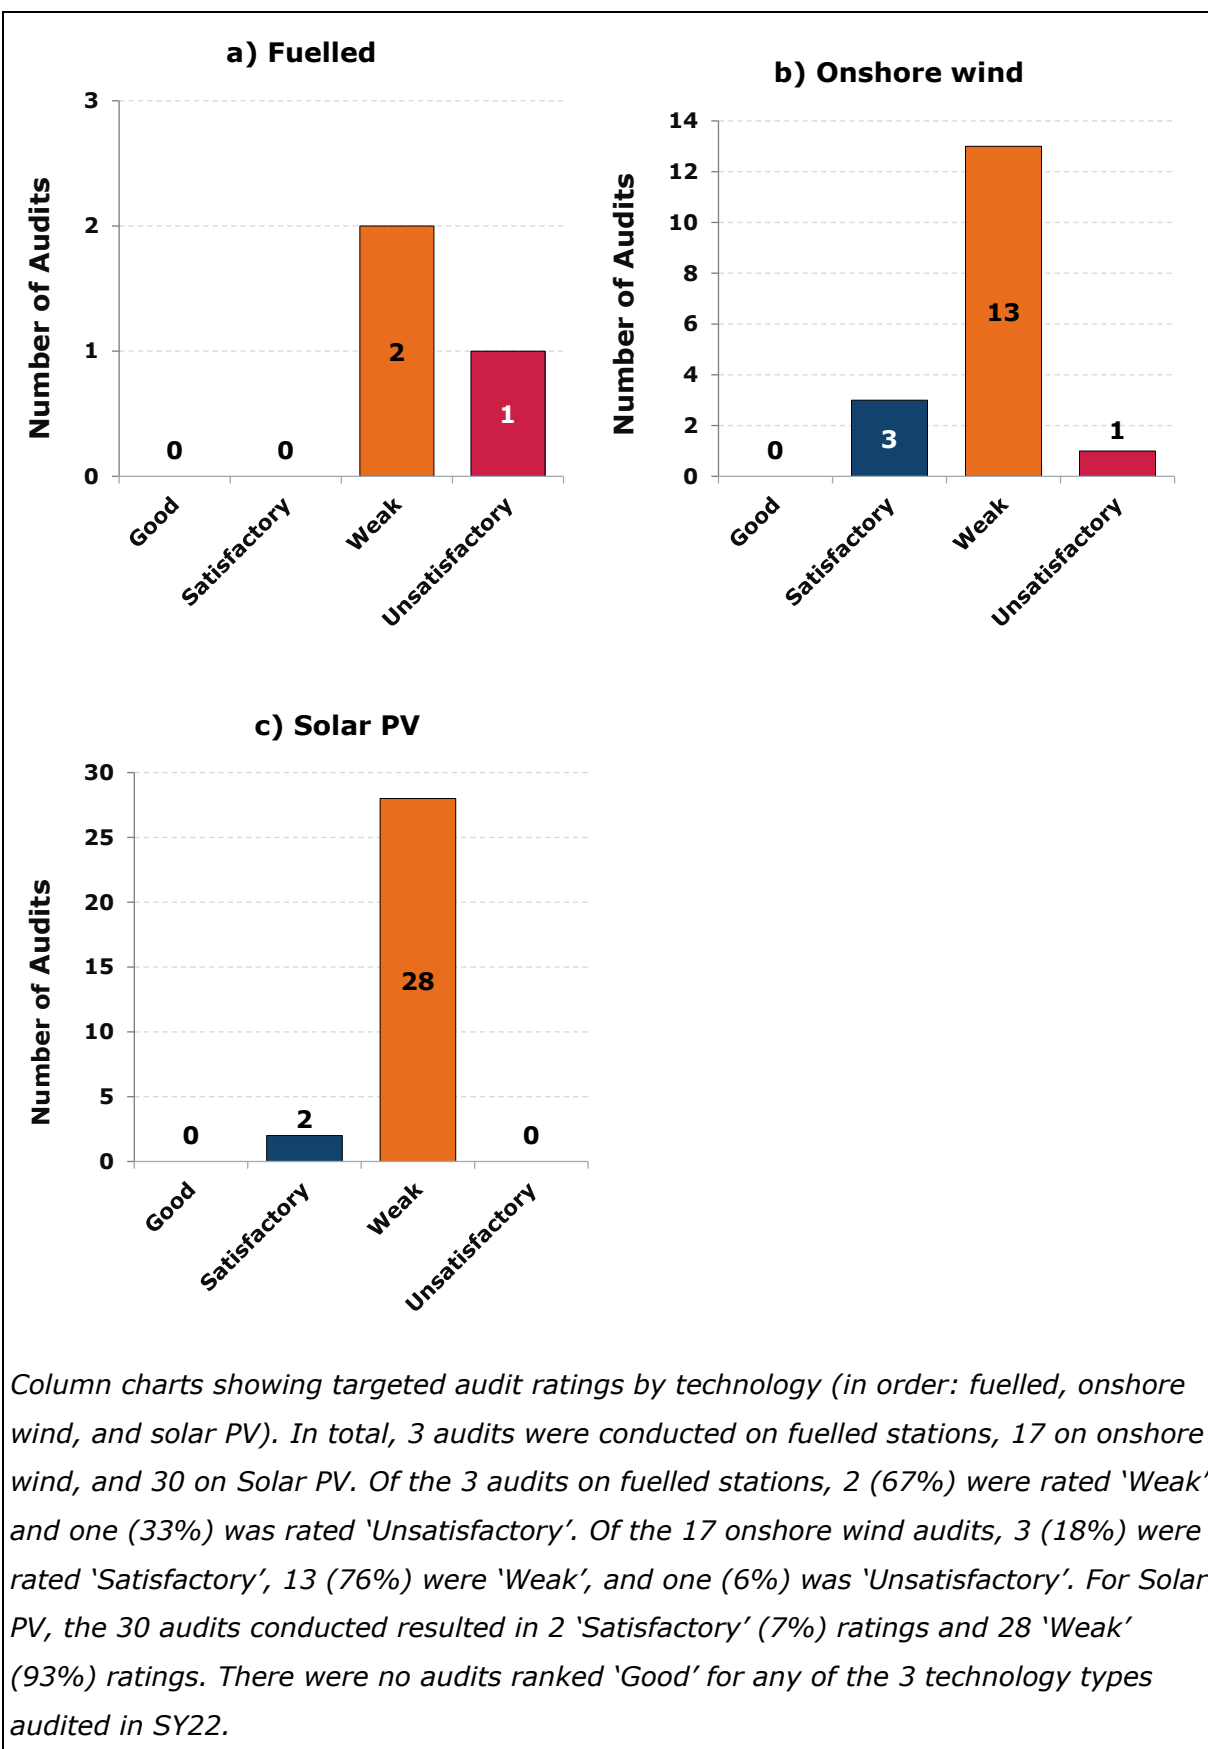 a) Fuelled
Number of Audits
3
2
1
0
0
0
2
1
Good
Satisfactory
Weak
Unsatisfactory
b) Onshore wind
Number of Audits
14
12
10
8
6
4
2
0
0
3
13
1
Good
Satisfactory
Weak
Unsatisfactory
c) Solar PV
Number of Audits
30
25
20
15
10
5
0
0
2
28
0
Good
Satisfactory
Weak
Unsatisfactory
Column charts showing targeted audit ratings by technology (in order: fuelled, onshore
wind, and solar PV). In total, 3 audits were conducted on fuelled stations, 17 on onshore
wind, and 30 on Solar PV. Of the 3 audits on fuelled stations, 2 (67%) were rated ‘Weak’
and one (33%) was rated ‘Unsatisfactory’. Of the 17 onshore wind audits, 3 (18%) were
rated ‘Satisfactory’, 13 (76%) were ‘Weak’, and one (6%) was ‘Unsatisfactory’. For Solar
PV, the 30 audits conducted resulted in 2 ‘Satisfactory’ (7%) ratings and 28 ‘Weak’
(93%) ratings. There were no audits ranked ‘Good’ for any of the 3 technology types
audited in SY22.